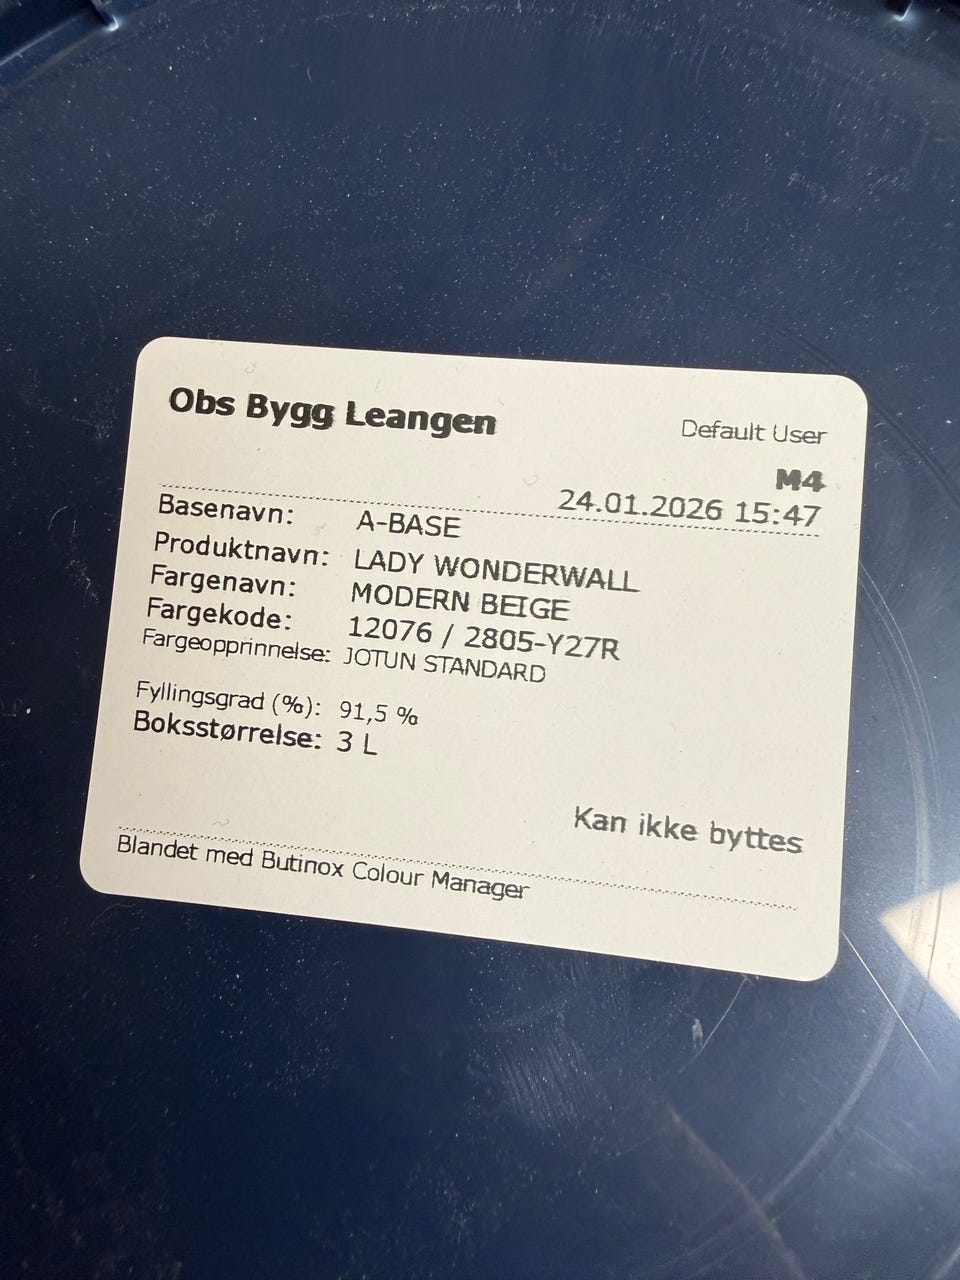 Obs Bygg Leangen
Default User
M4
24.01.2026 15:47
Basenavn: A-BASE
Produktnavn: LADY WONDERWALL
Fargenavn: MODERN BEIGE
Fargekode: 12076 / 2805-Y27R
Fargeopprinnelse: JOTUN STANDARD
Fyllingsgrad (%): 91,5 %
Boksstørrelse: 3 L
Kan ikke byttes
Blandet med Butinox Colour Manager